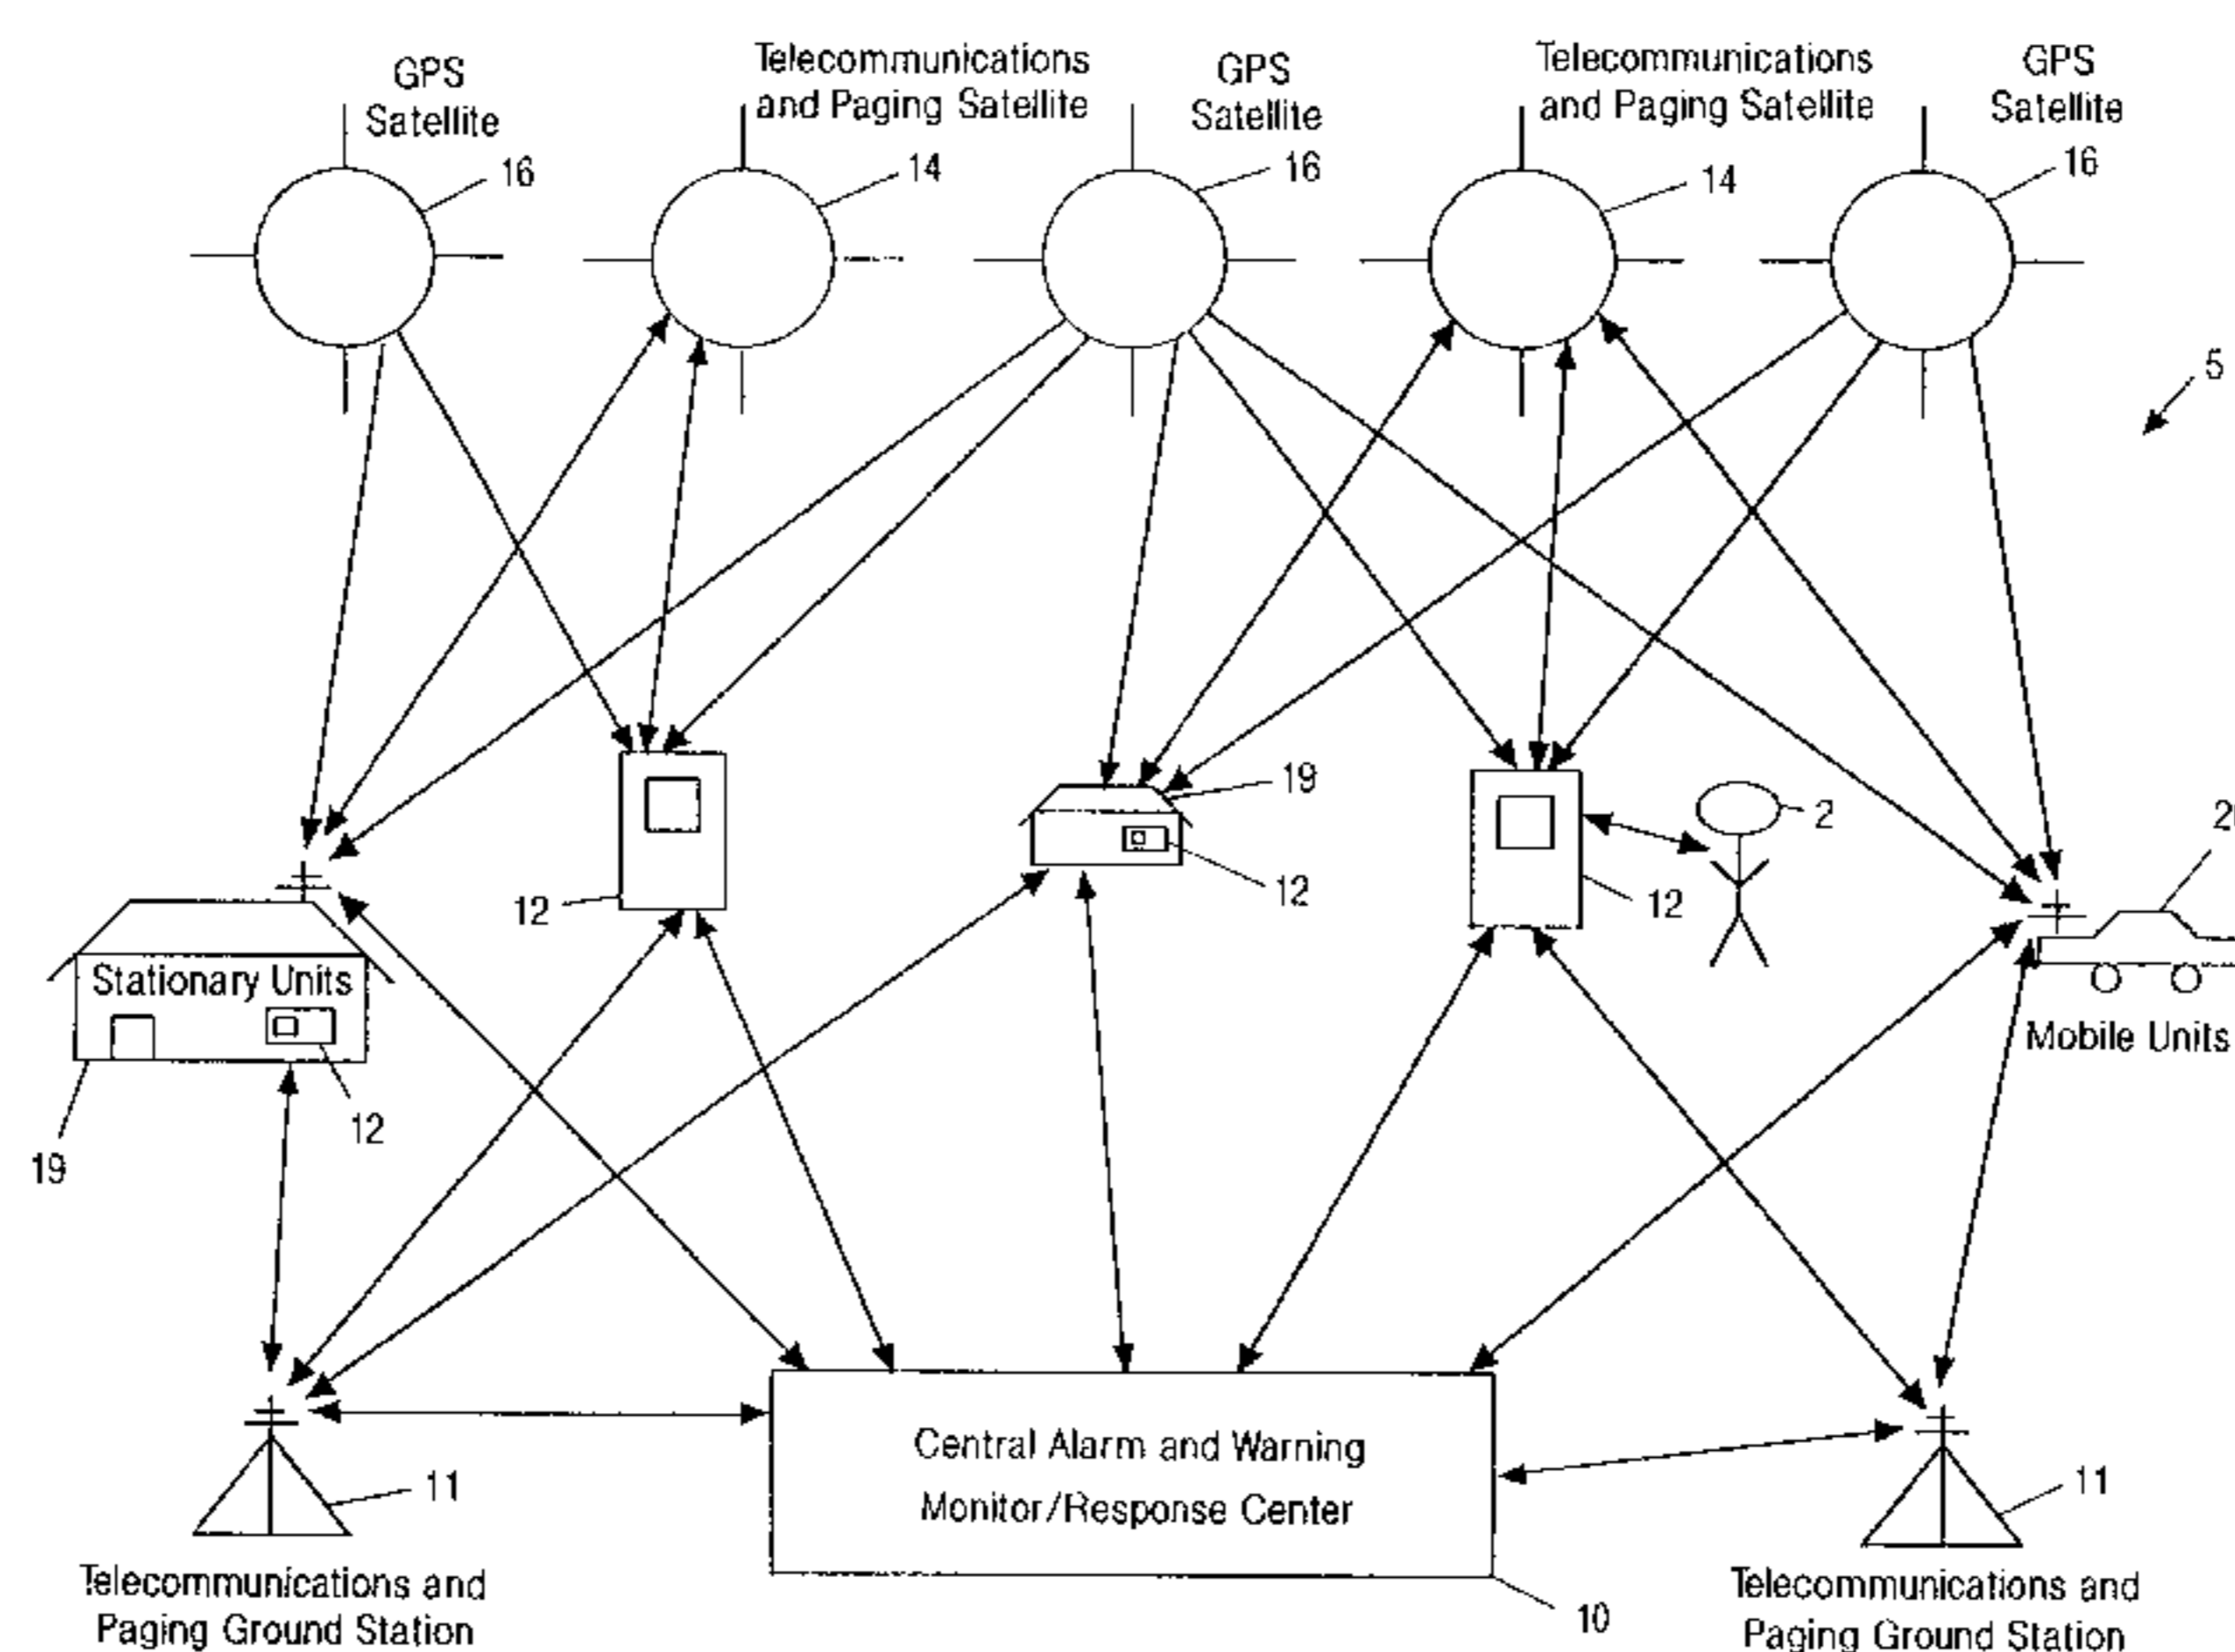 GPS
Satellite
Telecommunications
and Paging Satellite
GPS
Satellite
Telecommunications
and Paging Satellite
GPS
Satellite
16
14
16
14
16
5
19
2
12
12
12
Stationary Units
Mobile Units
12
19
Central Alarm and Warning
Monitor/Response Center
11
11
10
Telecommunications and
Paging Ground Station
Telecommunications and
Paging Ground Station